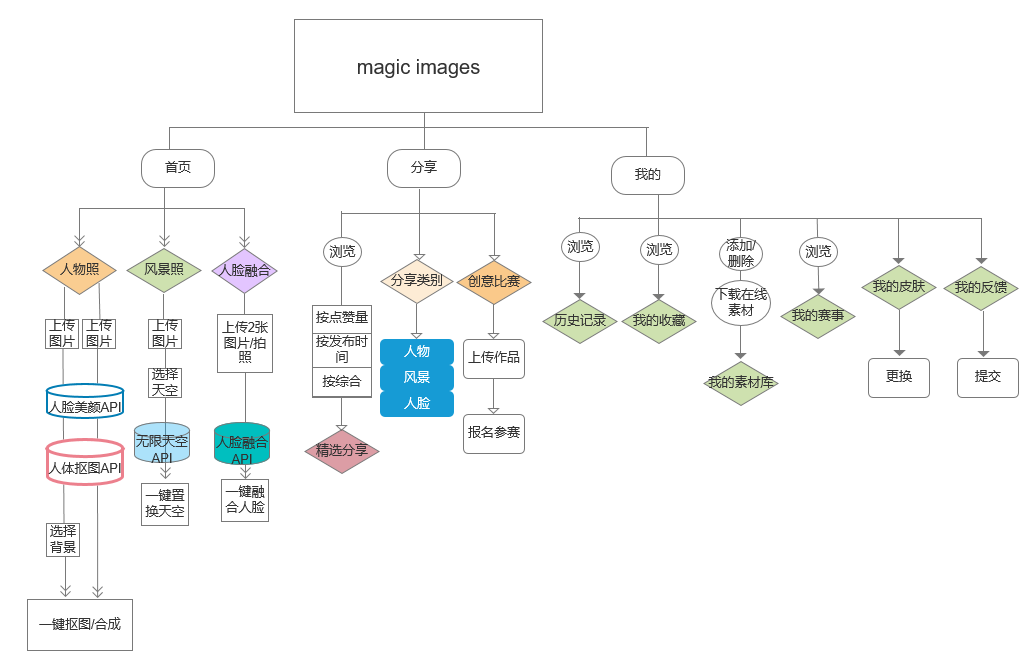 magic images
首页
分享
我的
人物照
风景照
人脸融合
上传
图片
上传
图片
上传
图片
选择
天空
上传2张
图片/拍
照
人脸美颜API
人体抠图API
无限天空
API
人脸融合
API
一键置
换天空
一键融
合人脸
选择
背景
一键抠图/合成
浏览
按点赞量
按发布时
间
按综合
精选分享
分享类别
人物
风景
人脸
创意比赛
上传作品
报名参赛
浏览
历史记录
浏览
我的收藏
添加/
删除
下载在线
素材
我的素材库
浏览
我的赛事
我的皮肤
更换
我的反馈
提交